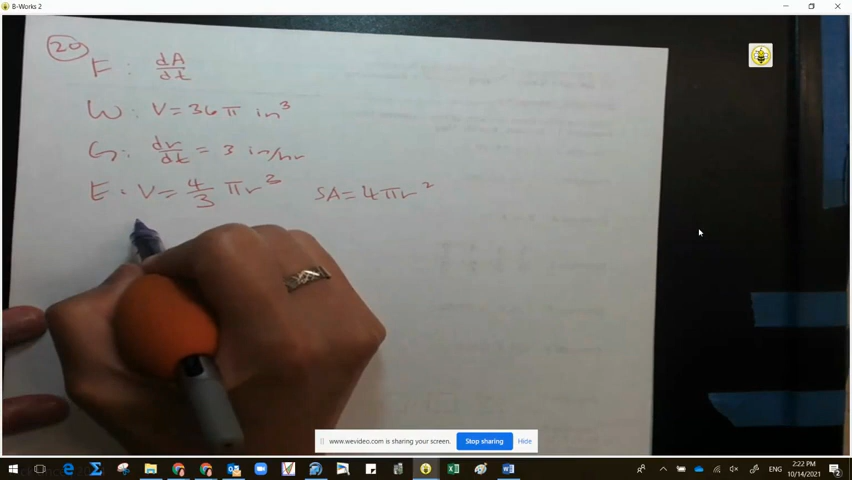 B-Works 2
20
F: dA/dt
W: V=36π in³
G: dr/dt = 3 in/hr
E: V = 4/3 πr³ SA=4πr²
www.wevideo.com is sharing your screen. Stop sharing Hide
ENG
2:22 PM
10/14/2021